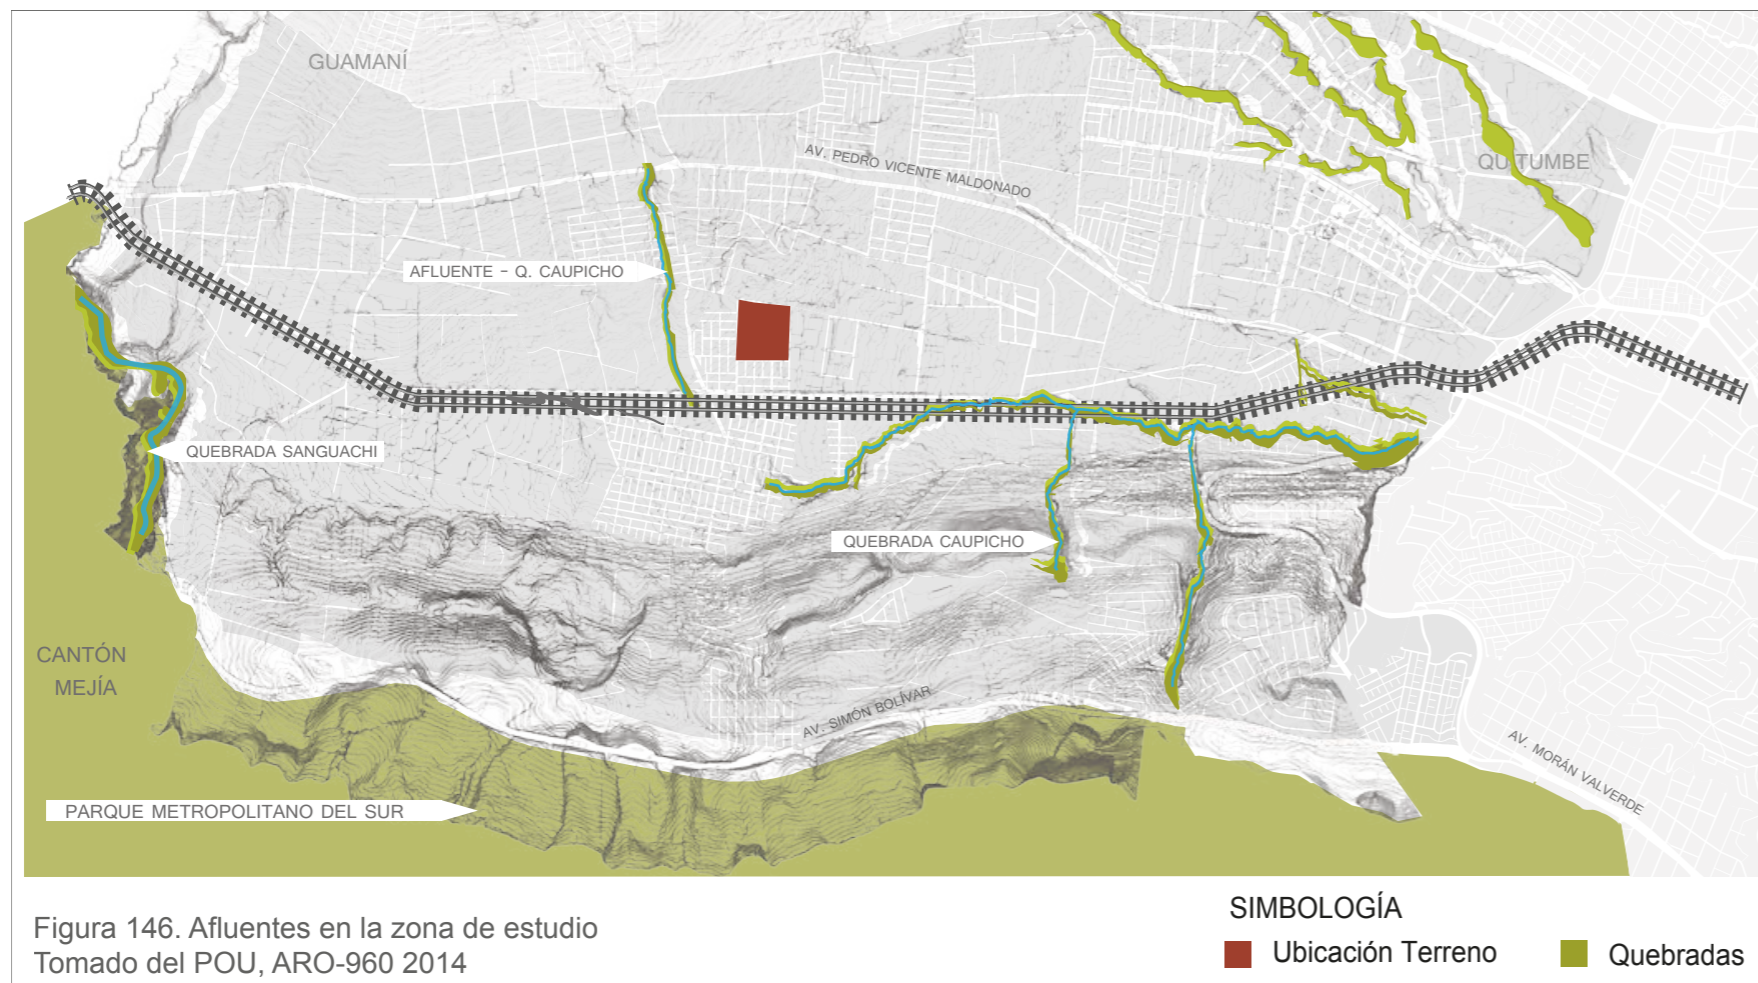 GUAMANÍ
AV. PEDRO VICENTE MALDONADO
QUITUMBE
AFLUENTE - Q. CAUPICHO
QUEBRADA SANGUACHI
QUEBRADA CAUPICHO
CANTÓN
MEJÍA
AV. SIMÓN BOLÍVAR
AV. MORÁN VALVERDE
PARQUE METROPOLITANO DEL SUR
Figura 146. Afluentes en la zona de estudio
Tomado del POU, ARO-960 2014
SIMBOLOGÍA
Ubicación Terreno
Quebradas